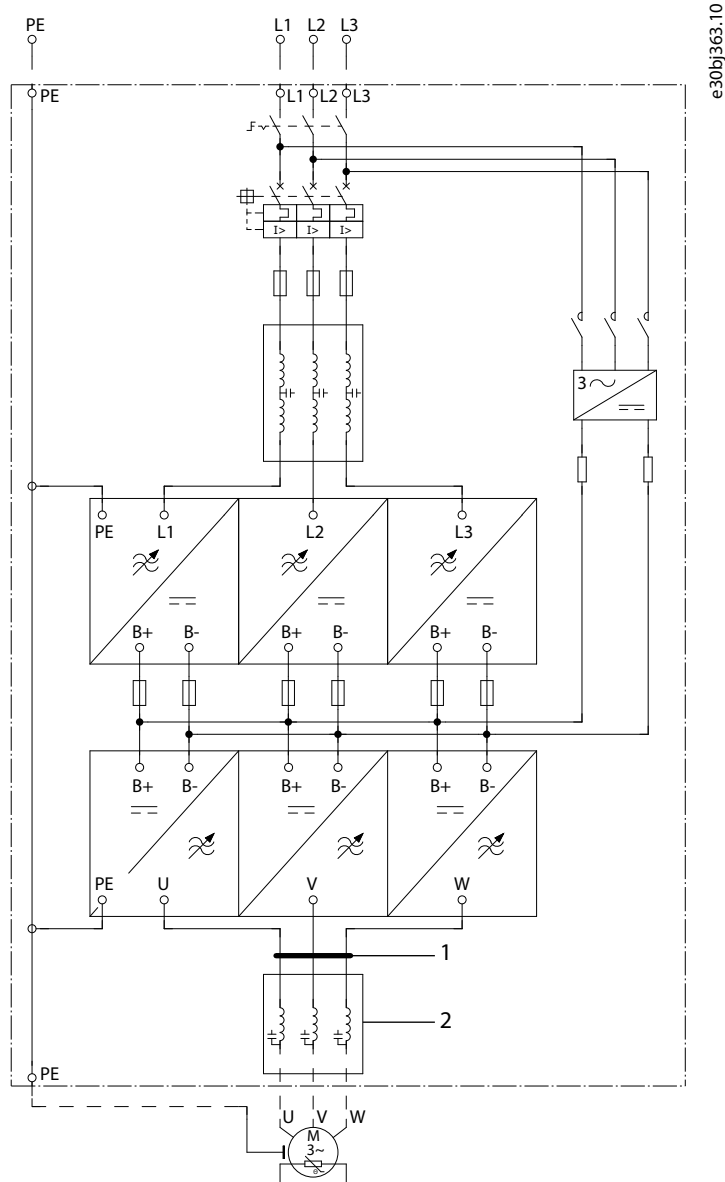 e30bj363.10
PE L1 L2 L3
PE L1 L2 L3
I> I> I>
3
PE L1 L2 L3
B+ B- B+ B- B+ B-
B+ B- B+ B- B+ B-
PE U V W
1
2
PE
U V W
M
3~